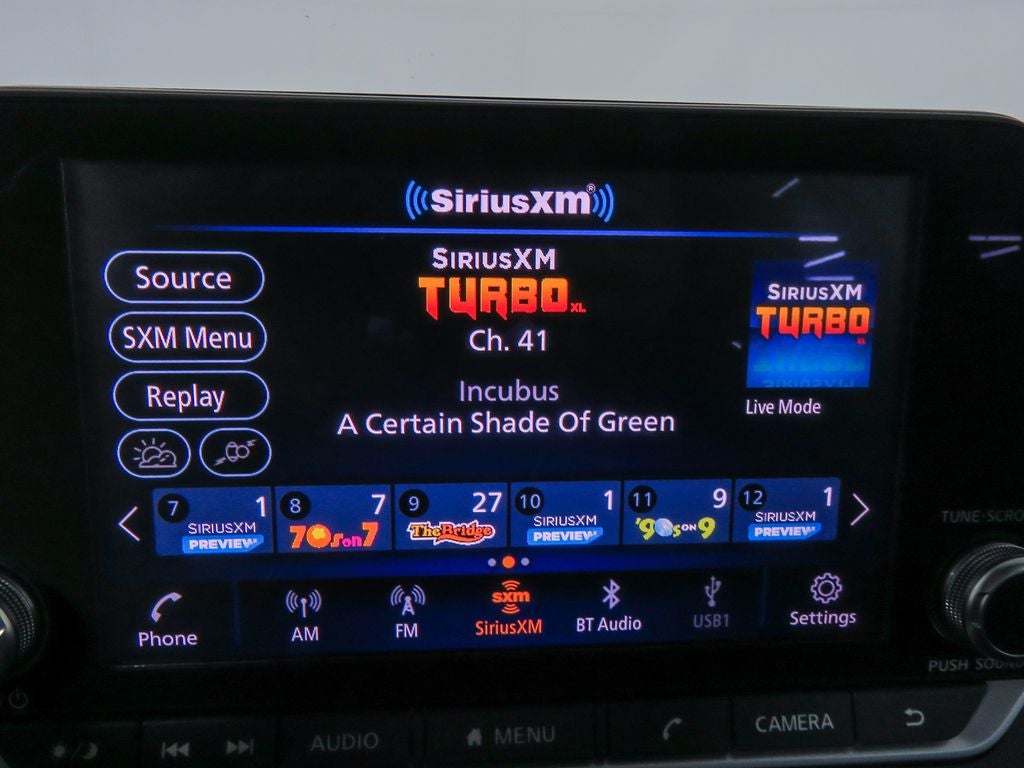 SiriusXM®
Source
SXM Menu
Replay
SIRIUSXM
TURBO XL
Ch. 41
Incubus
A Certain Shade Of Green
SIRIUSXM
TURBO
XL
Live Mode
7 1
SIRIUSXM
PREVIEW
8 7
70s on 7
9 27
The Bridge
10 1
SIRIUSXM
PREVIEW
11 9
'90s ON 9
12 1
SIRIUSXM
PREVIEW
Phone
AM
FM
sxm
SiriusXM
BT Audio
USB1
Settings
TUNE·SCRO
PUSH SOUN
AUDIO
MENU
CAMERA